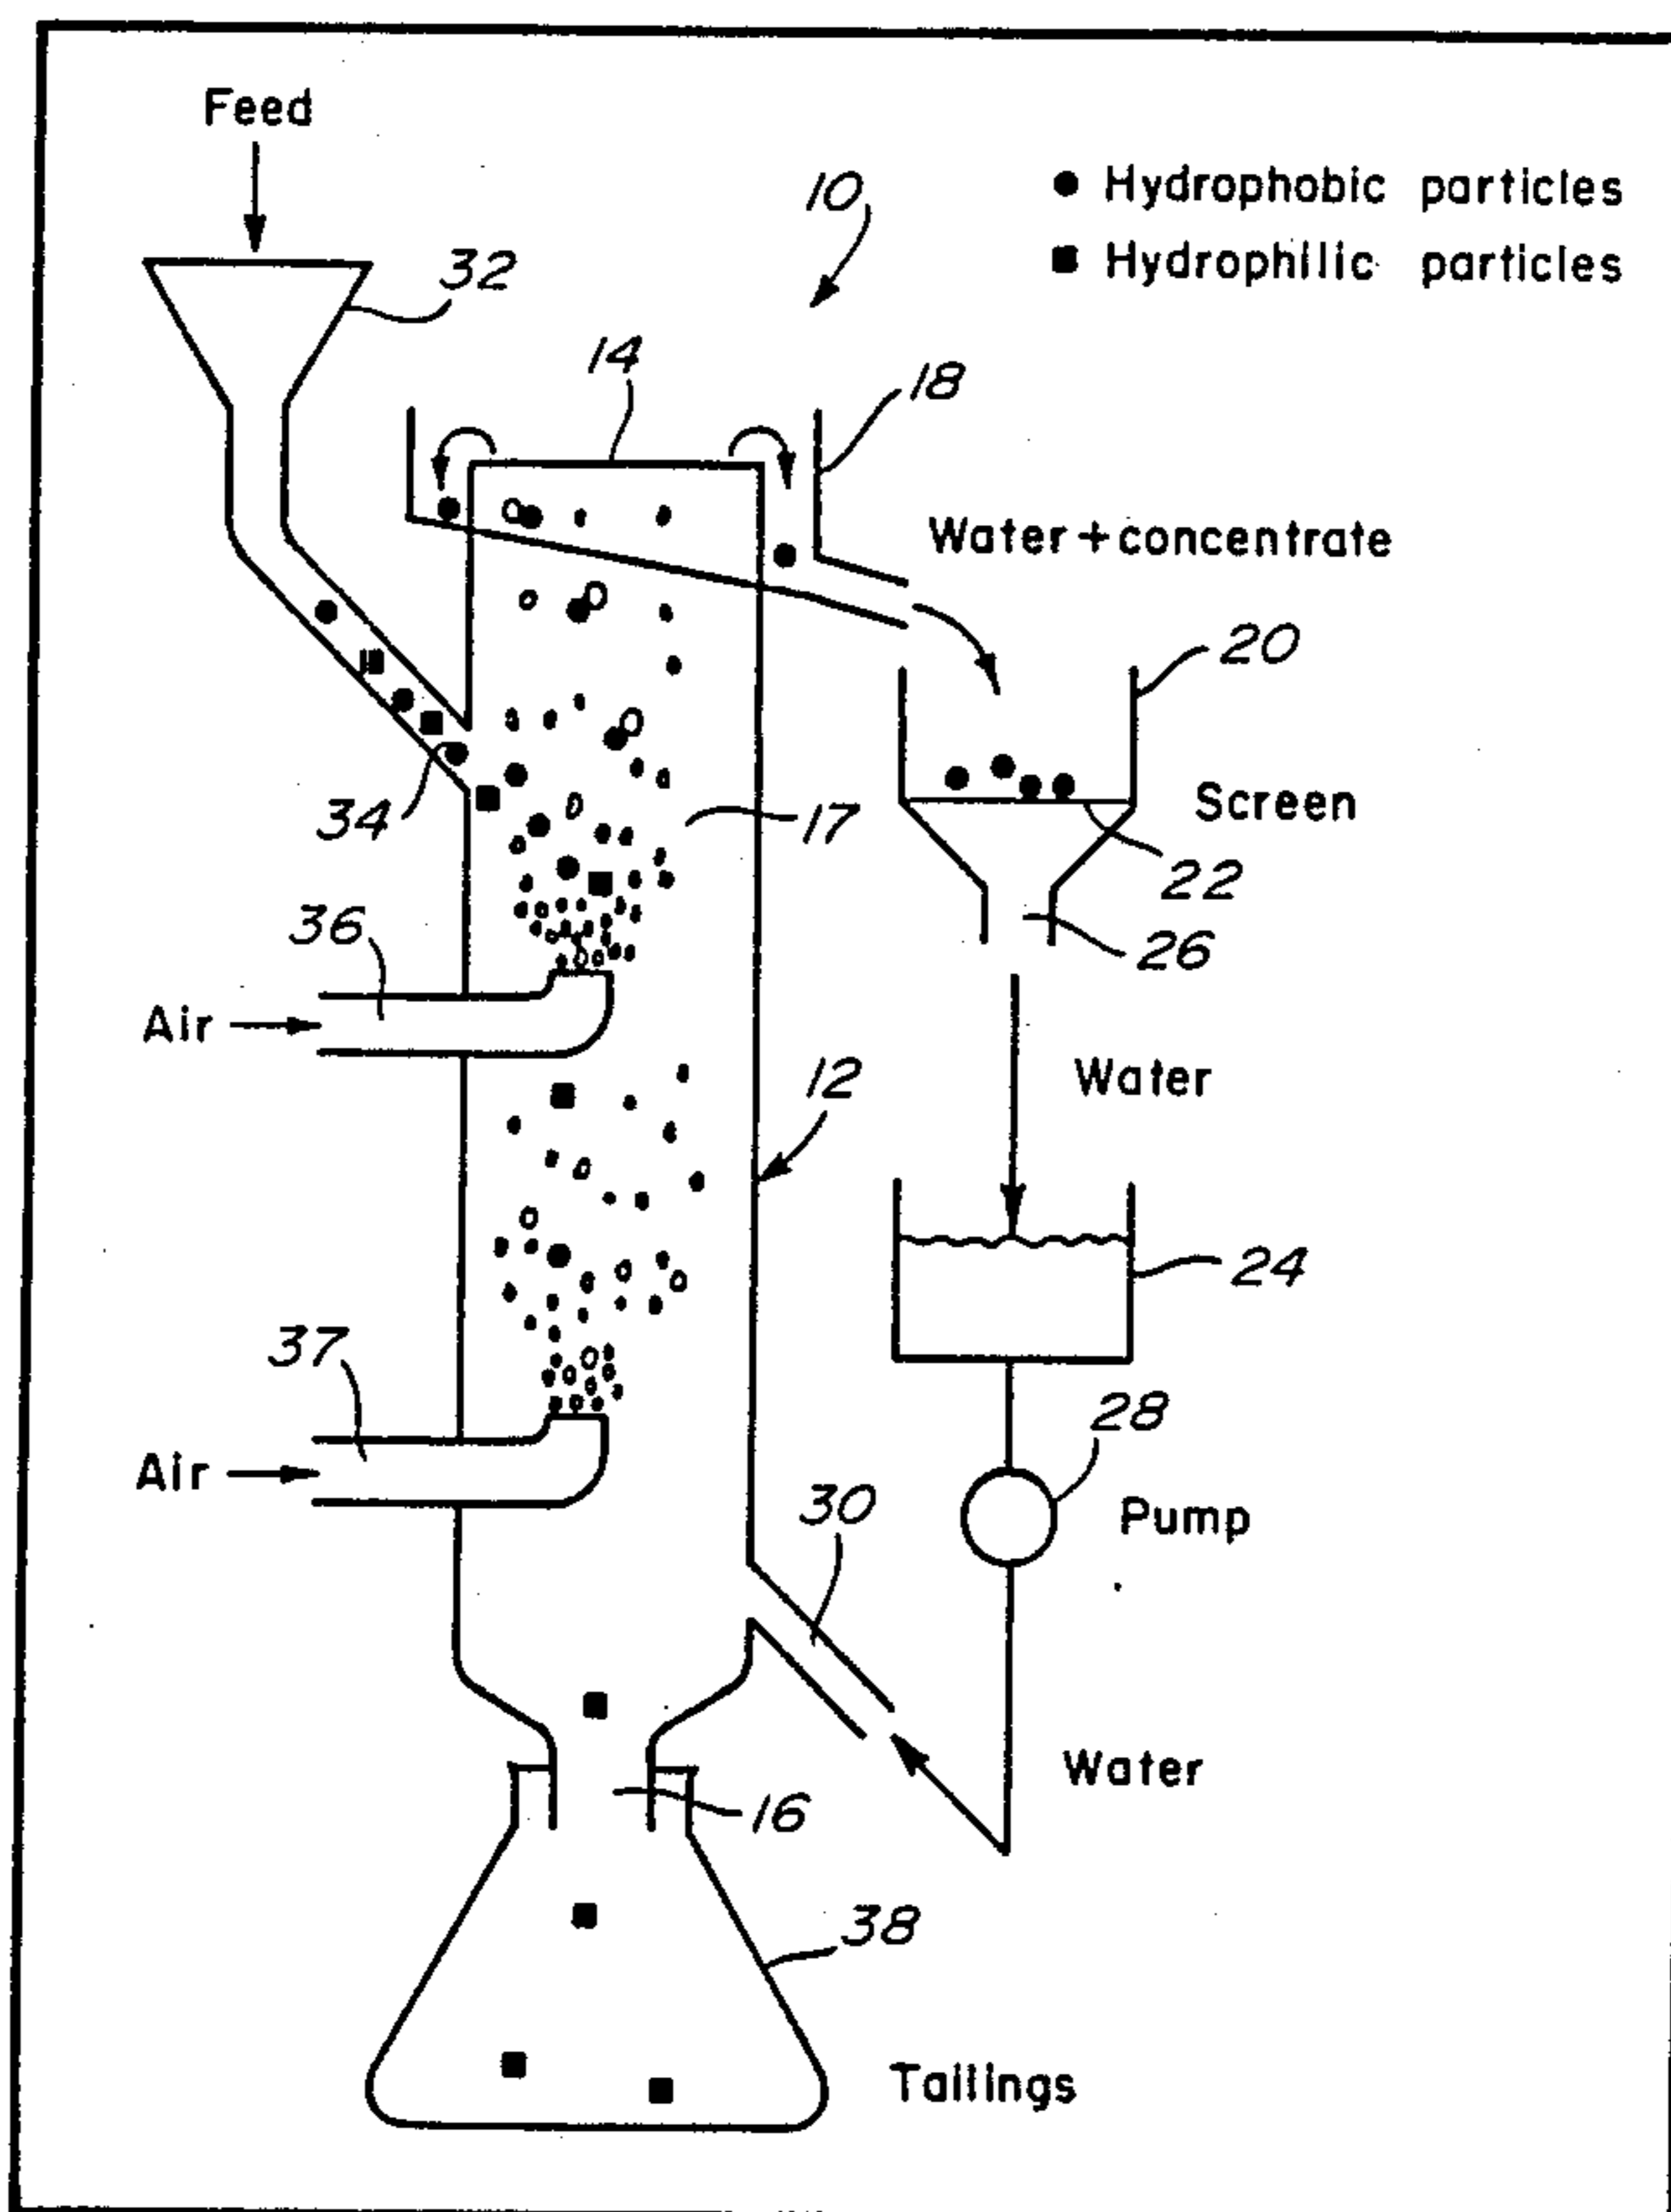 Feed
10
Hydrophobic particles
Hydrophilic particles
32
14
18
Water + concentrate
20
34
17
Screen
22
36
26
Air
12
Water
24
37
28
Air
30
Pump
16
Water
38
Tailings